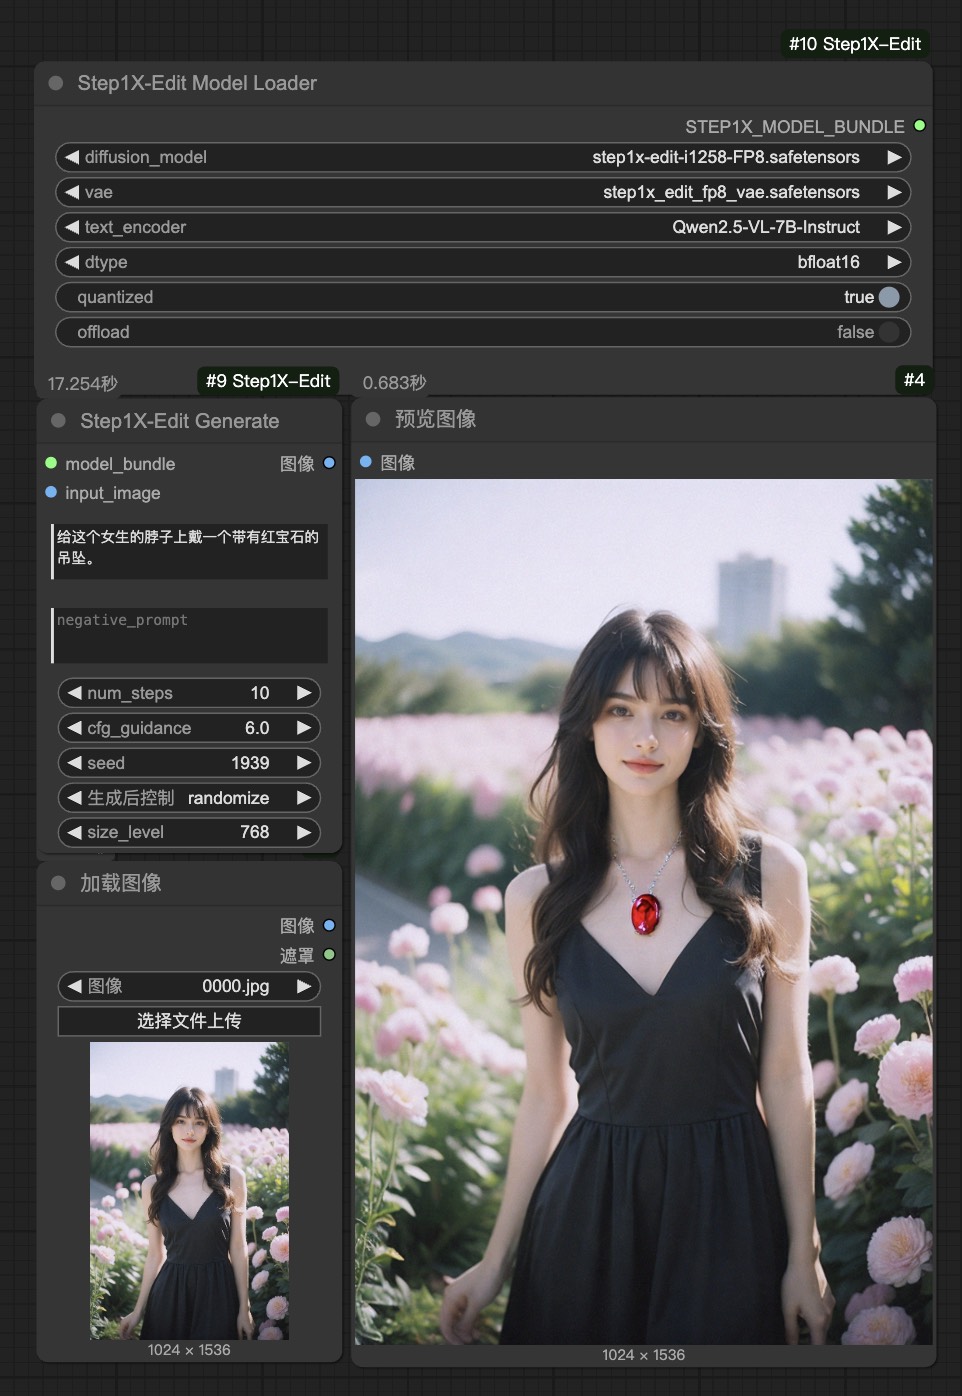 #10 Step1X-Edit
Step1X-Edit Model Loader
STEP1X_MODEL_BUNDLE
diffusion_model step1x-edit-i1258-FP8.safetensors
vae step1x_edit_fp8_vae.safetensors
text_encoder Qwen2.5-VL-7B-Instruct
dtype bfloat16
quantized true
offload false
17.254秒
#9 Step1X-Edit
Step1X-Edit Generate
model_bundle 图像
input_image
给这个女生的脖子上戴一个带有红宝石的
吊坠。
negative_prompt
num_steps 10
cfg_guidance 6.0
seed 1939
生成后控制 randomize
size_level 768
加载图像
图像
遮罩
图像 0000.jpg
选择文件上传
1024 × 1536
0.683秒
#4
预览图像
图像
1024 × 1536